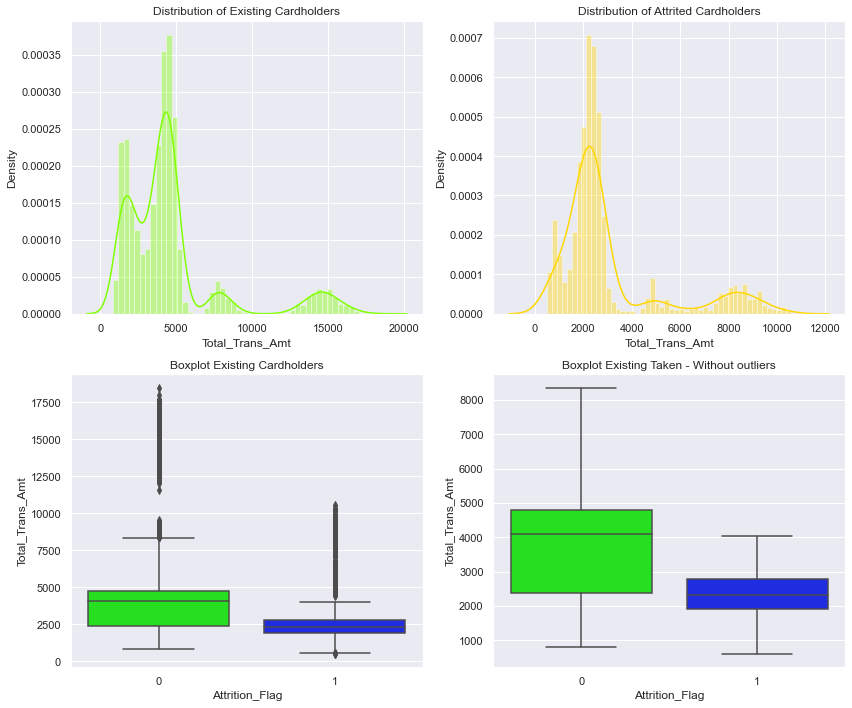 Distribution of Existing Cardholders
Density
0.00035
0.00030
0.00025
0.00020
0.00015
0.00010
0.00005
0.00000
0 5000 10000 15000 20000
Total_Trans_Amt
Distribution of Attrited Cardholders
Density
0.0007
0.0006
0.0005
0.0004
0.0003
0.0002
0.0001
0.0000
0 2000 4000 6000 8000 10000 12000
Total_Trans_Amt
Boxplot Existing Cardholders
Total_Trans_Amt
17500
15000
12500
10000
7500
5000
2500
0
0 1
Attrition_Flag
Boxplot Existing Taken - Without outliers
Total_Trans_Amt
8000
7000
6000
5000
4000
3000
2000
1000
0 1
Attrition_Flag